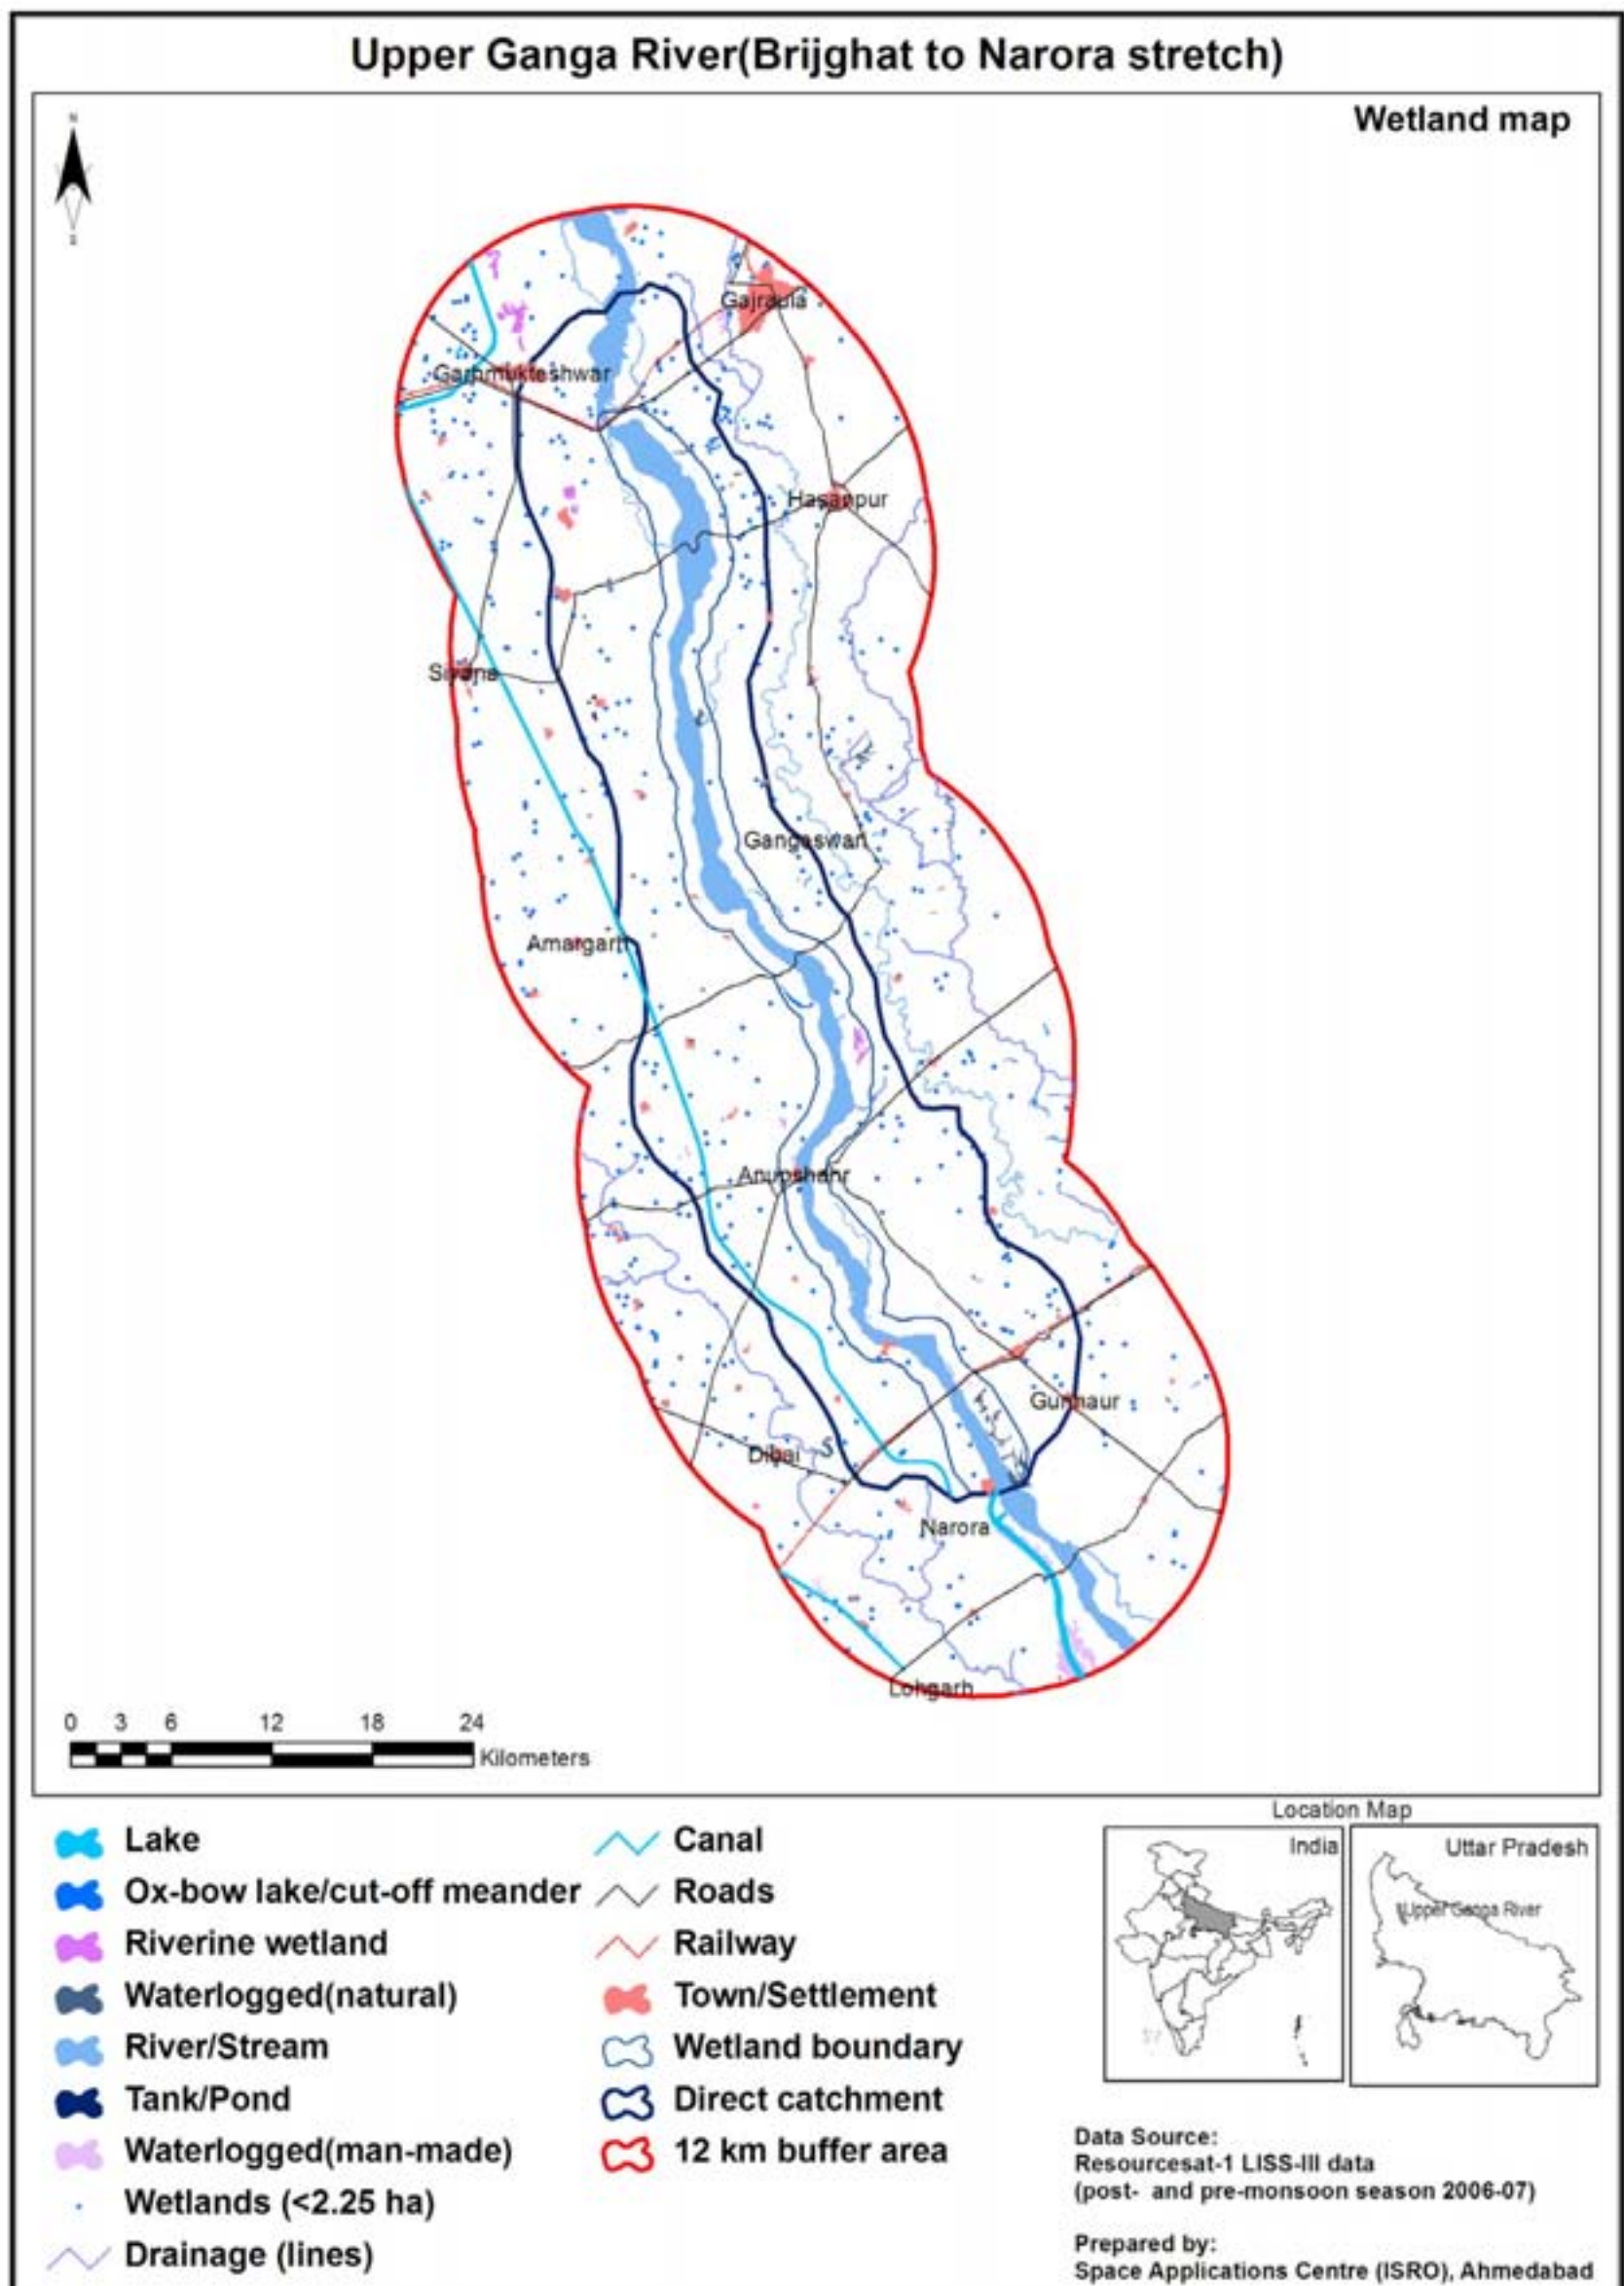 Upper Ganga River(Brijghat to Narora stretch)
Wetland map
N
S
Gajraula
Garhmukteshwar
Hasanpur
Siyana
Gangeswari
Amargarh
Anupshahr
Gunnaur
Dibai
Narora
Lohgarh
0 3 6 12 18 24
Kilometers
Lake
Ox-bow lake/cut-off meander
Riverine wetland
Waterlogged(natural)
River/Stream
Tank/Pond
Waterlogged(man-made)
Wetlands (<2.25 ha)
Drainage (lines)
Canal
Roads
Railway
Town/Settlement
Wetland boundary
Direct catchment
12 km buffer area
Location Map
India
Uttar Pradesh
Upper Ganga River
Data Source:
Resourcesat-1 LISS-III data
(post- and pre-monsoon season 2006-07)
Prepared by:
Space Applications Centre (ISRO), Ahmedabad